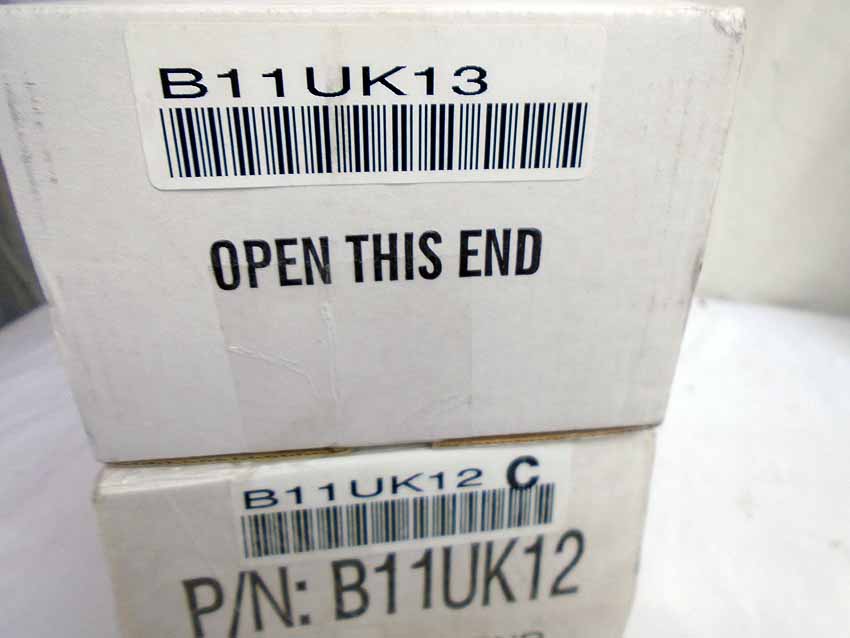 B11UK13
OPEN THIS END
B11UK12 C
P/N: B11UK12